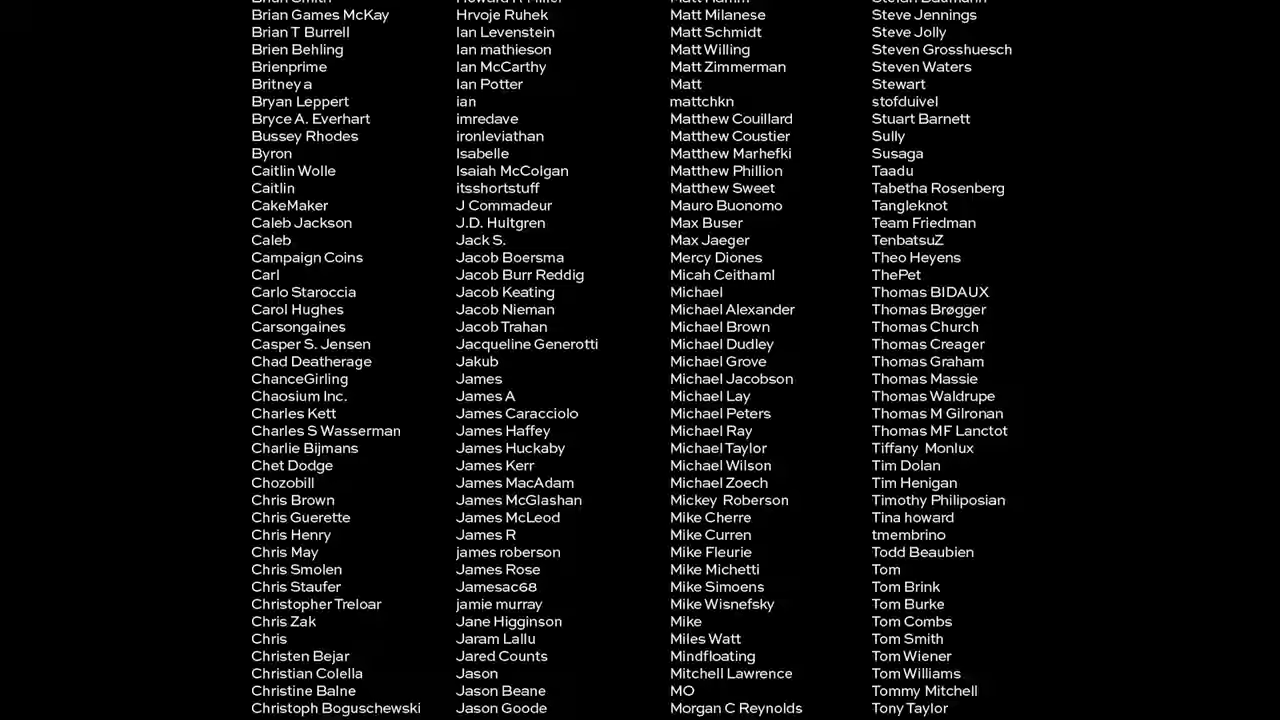 Brian Games McKay
Brian T Burrell
Brien Behling
Brienprime
Britney a
Bryan Leppert
Bryce A. Everhart
Bussey Rhodes
Byron
Caitlin Wolle
Caitlin
CakeMaker
Caleb Jackson
Caleb
Campaign Coins
Carl
Carlo Staroccia
Carol Hughes
Carsongaines
Casper S. Jensen
Chad Deatherage
ChanceGirling
Chaosium Inc.
Charles Kett
Charles S Wasserman
Charlie Bijmans
Chet Dodge
Chozobill
Chris Brown
Chris Guerette
Chris Henry
Chris May
Chris Smolen
Chris Staufer
Christopher Treloar
Chris Zak
Chris
Christen Bejar
Christian Colella
Christine Balne
Christoph Boguschewski
Hrvoje Ruhek
Ian Levenstein
Ian mathieson
Ian McCarthy
Ian Potter
ian
imredave
ironleviathan
Isabelle
Isaiah McColgan
itsshortstuff
J Commadeur
J.D. Hultgren
Jack S.
Jacob Boersma
Jacob Burr Reddig
Jacob Keating
Jacob Nieman
Jacob Trahan
Jacqueline Generotti
Jakub
James
James A
James Caracciolo
James Haffey
James Huckaby
James Kerr
James MacAdam
James McGlashan
James McLeod
James R
james roberson
James Rose
Jamesac68
jamie murray
Jane Higginson
Jaram Lallu
Jared Counts
Jason
Jason Beane
Jason Goode
Matt Milanese
Matt Schmidt
Matt Willing
Matt Zimmerman
Matt
mattchkn
Matthew Couillard
Matthew Coustier
Matthew Marhefki
Matthew Phillion
Matthew Sweet
Mauro Buonomo
Max Buser
Max Jaeger
Mercy Diones
Micah Ceithaml
Michael
Michael Alexander
Michael Brown
Michael Dudley
Michael Grove
Michael Jacobson
Michael Lay
Michael Peters
Michael Ray
Michael Taylor
Michael Wilson
Michael Zoech
Mickey Roberson
Mike Cherre
Mike Curren
Mike Fleurie
Mike Michetti
Mike Simoens
Mike Wisnefsky
Mike
Miles Watt
Mindfloating
Mitchell Lawrence
MO
Morgan C Reynolds
Steve Jennings
Steve Jolly
Steven Grosshuesch
Steven Waters
Stewart
stofduivel
Stuart Barnett
Sully
Susaga
Taadu
Tabetha Rosenberg
Tangleknot
Team Friedman
TenbatsuZ
Theo Heyens
ThePet
Thomas BIDAUX
Thomas Brøgger
Thomas Church
Thomas Creager
Thomas Graham
Thomas Massie
Thomas Waldrupe
Thomas M Gilronan
Thomas MF Lanctot
Tiffany Monlux
Tim Dolan
Tim Henigan
Timothy Philiposian
Tina howard
tmembrino
Todd Beaubien
Tom
Tom Brink
Tom Burke
Tom Combs
Tom Smith
Tom Wiener
Tom Williams
Tommy Mitchell
Tony Taylor